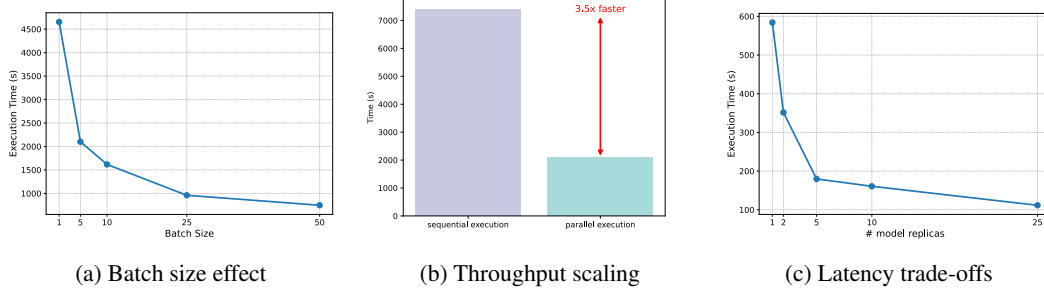 4500
4000
3500
3000
2500
2000
1500
1000
Execution Time (s)
1 5 10 25 50
Batch Size
(a) Batch size effect
3.5x faster
7000
6000
5000
4000
3000
2000
1000
0
Time (s)
sequential execution parallel execution
(b) Throughput scaling
600
500
400
300
200
100
Execution Time (s)
1 2 5 10 25
# model replicas
(c) Latency trade-offs